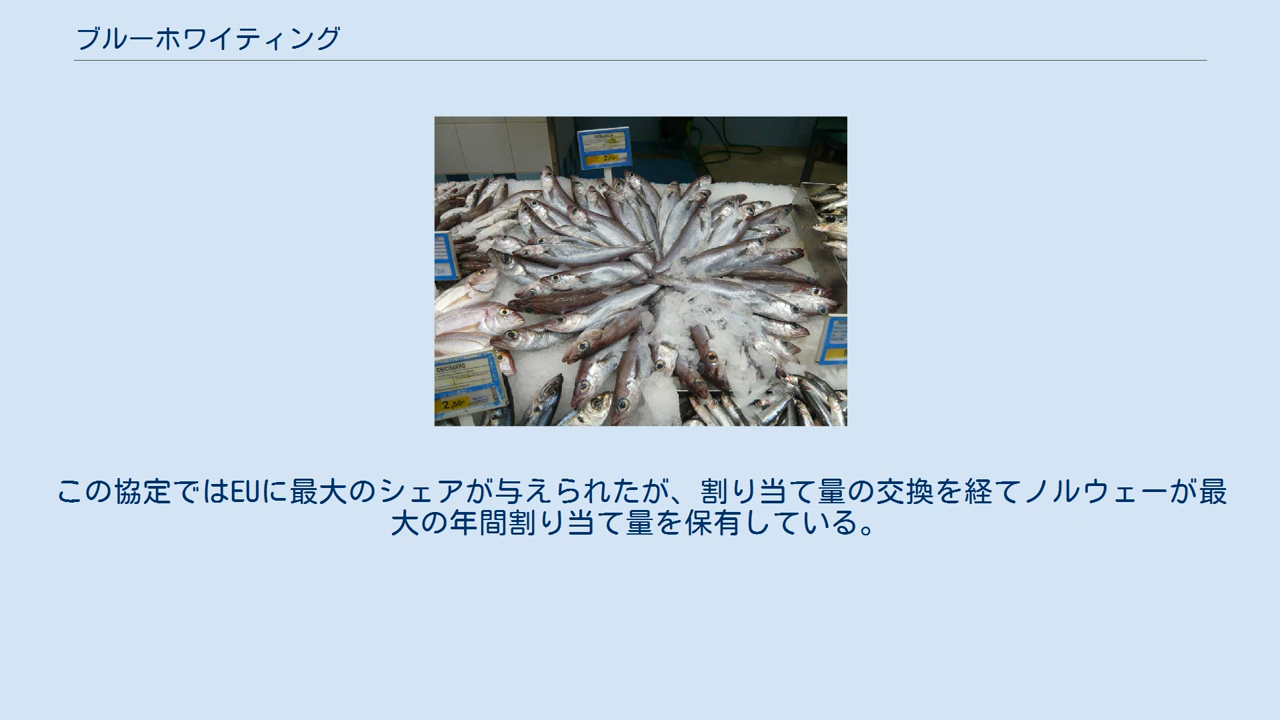 ブルーホワイティング
CHICHARRO
2,50
この協定ではEUに最大のシェアが与えられたが、割り当て量の交換を経てノルウェーが最
大の年間割り当て量を保有している。